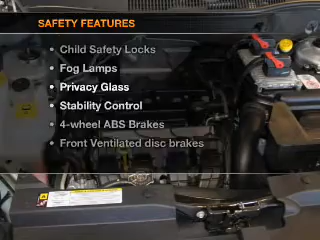 SAFETY FEATURES
• Child Safety Locks
• Fog Lamps
• Privacy Glass
• Stability Control
• 4-wheel ABS Brakes
• Front Ventilated disc brakes